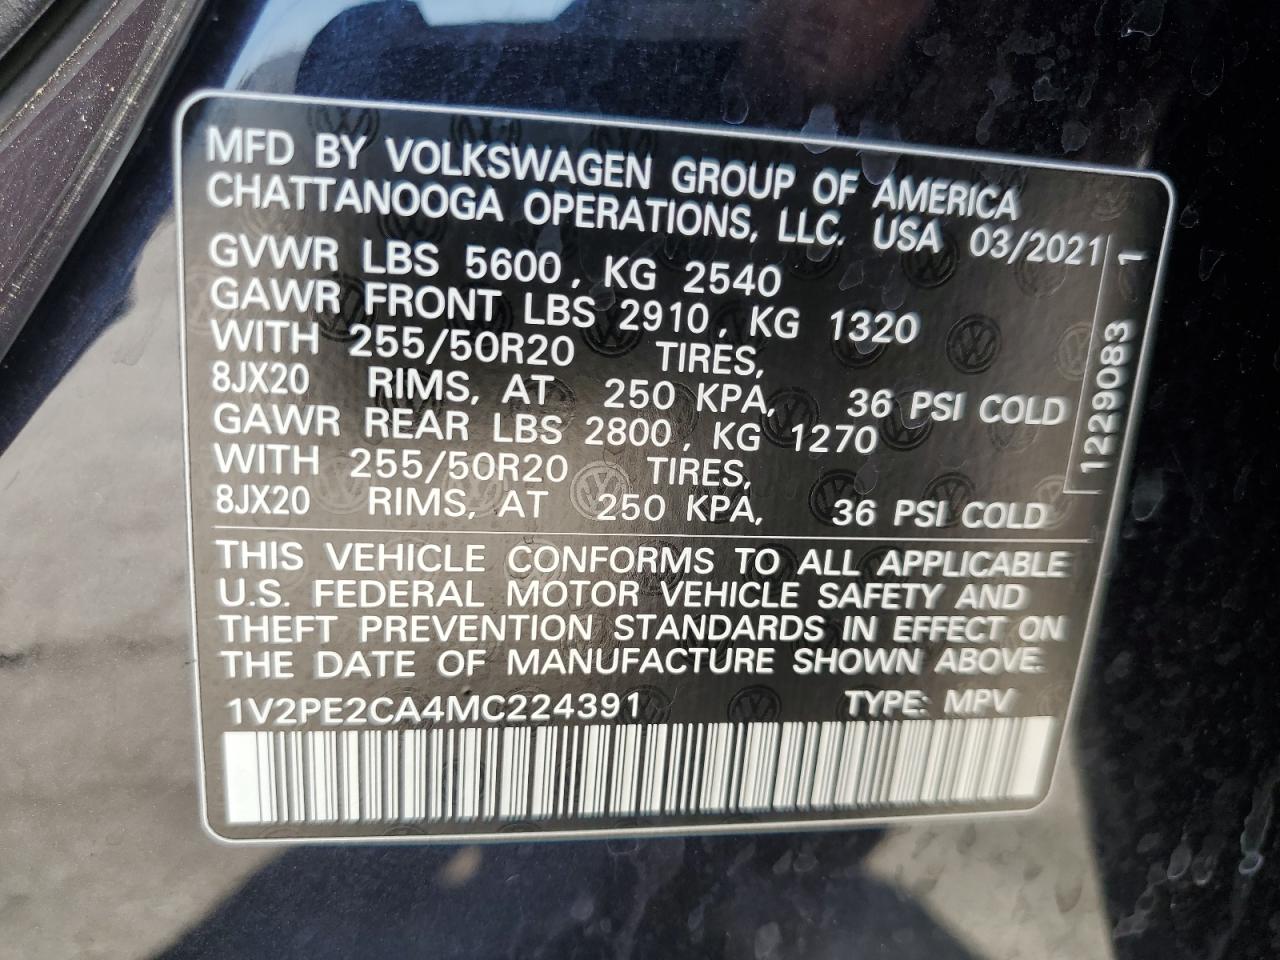 MFD BY VOLKSWAGEN GROUP OF AMERICA
CHATTANOOGA OPERATIONS, LLC. USA 03/2021
GVWR LBS 5600, KG 2540
GAWR FRONT LBS 2910, KG 1320
WITH 255/50R20 TIRES,
8JX20 RIMS, AT 250 KPA, 36 PSI COLD
GAWR REAR LBS 2800, KG 1270
WITH 255/50R20 TIRES,
8JX20 RIMS, AT 250 KPA, 36 PSI COLD
1229083 1
THIS VEHICLE CONFORMS TO ALL APPLICABLE
U.S. FEDERAL MOTOR VEHICLE SAFETY AND
THEFT PREVENTION STANDARDS IN EFFECT ON
THE DATE OF MANUFACTURE SHOWN ABOVE.
1V2PE2CA4MC224391 TYPE: MPV